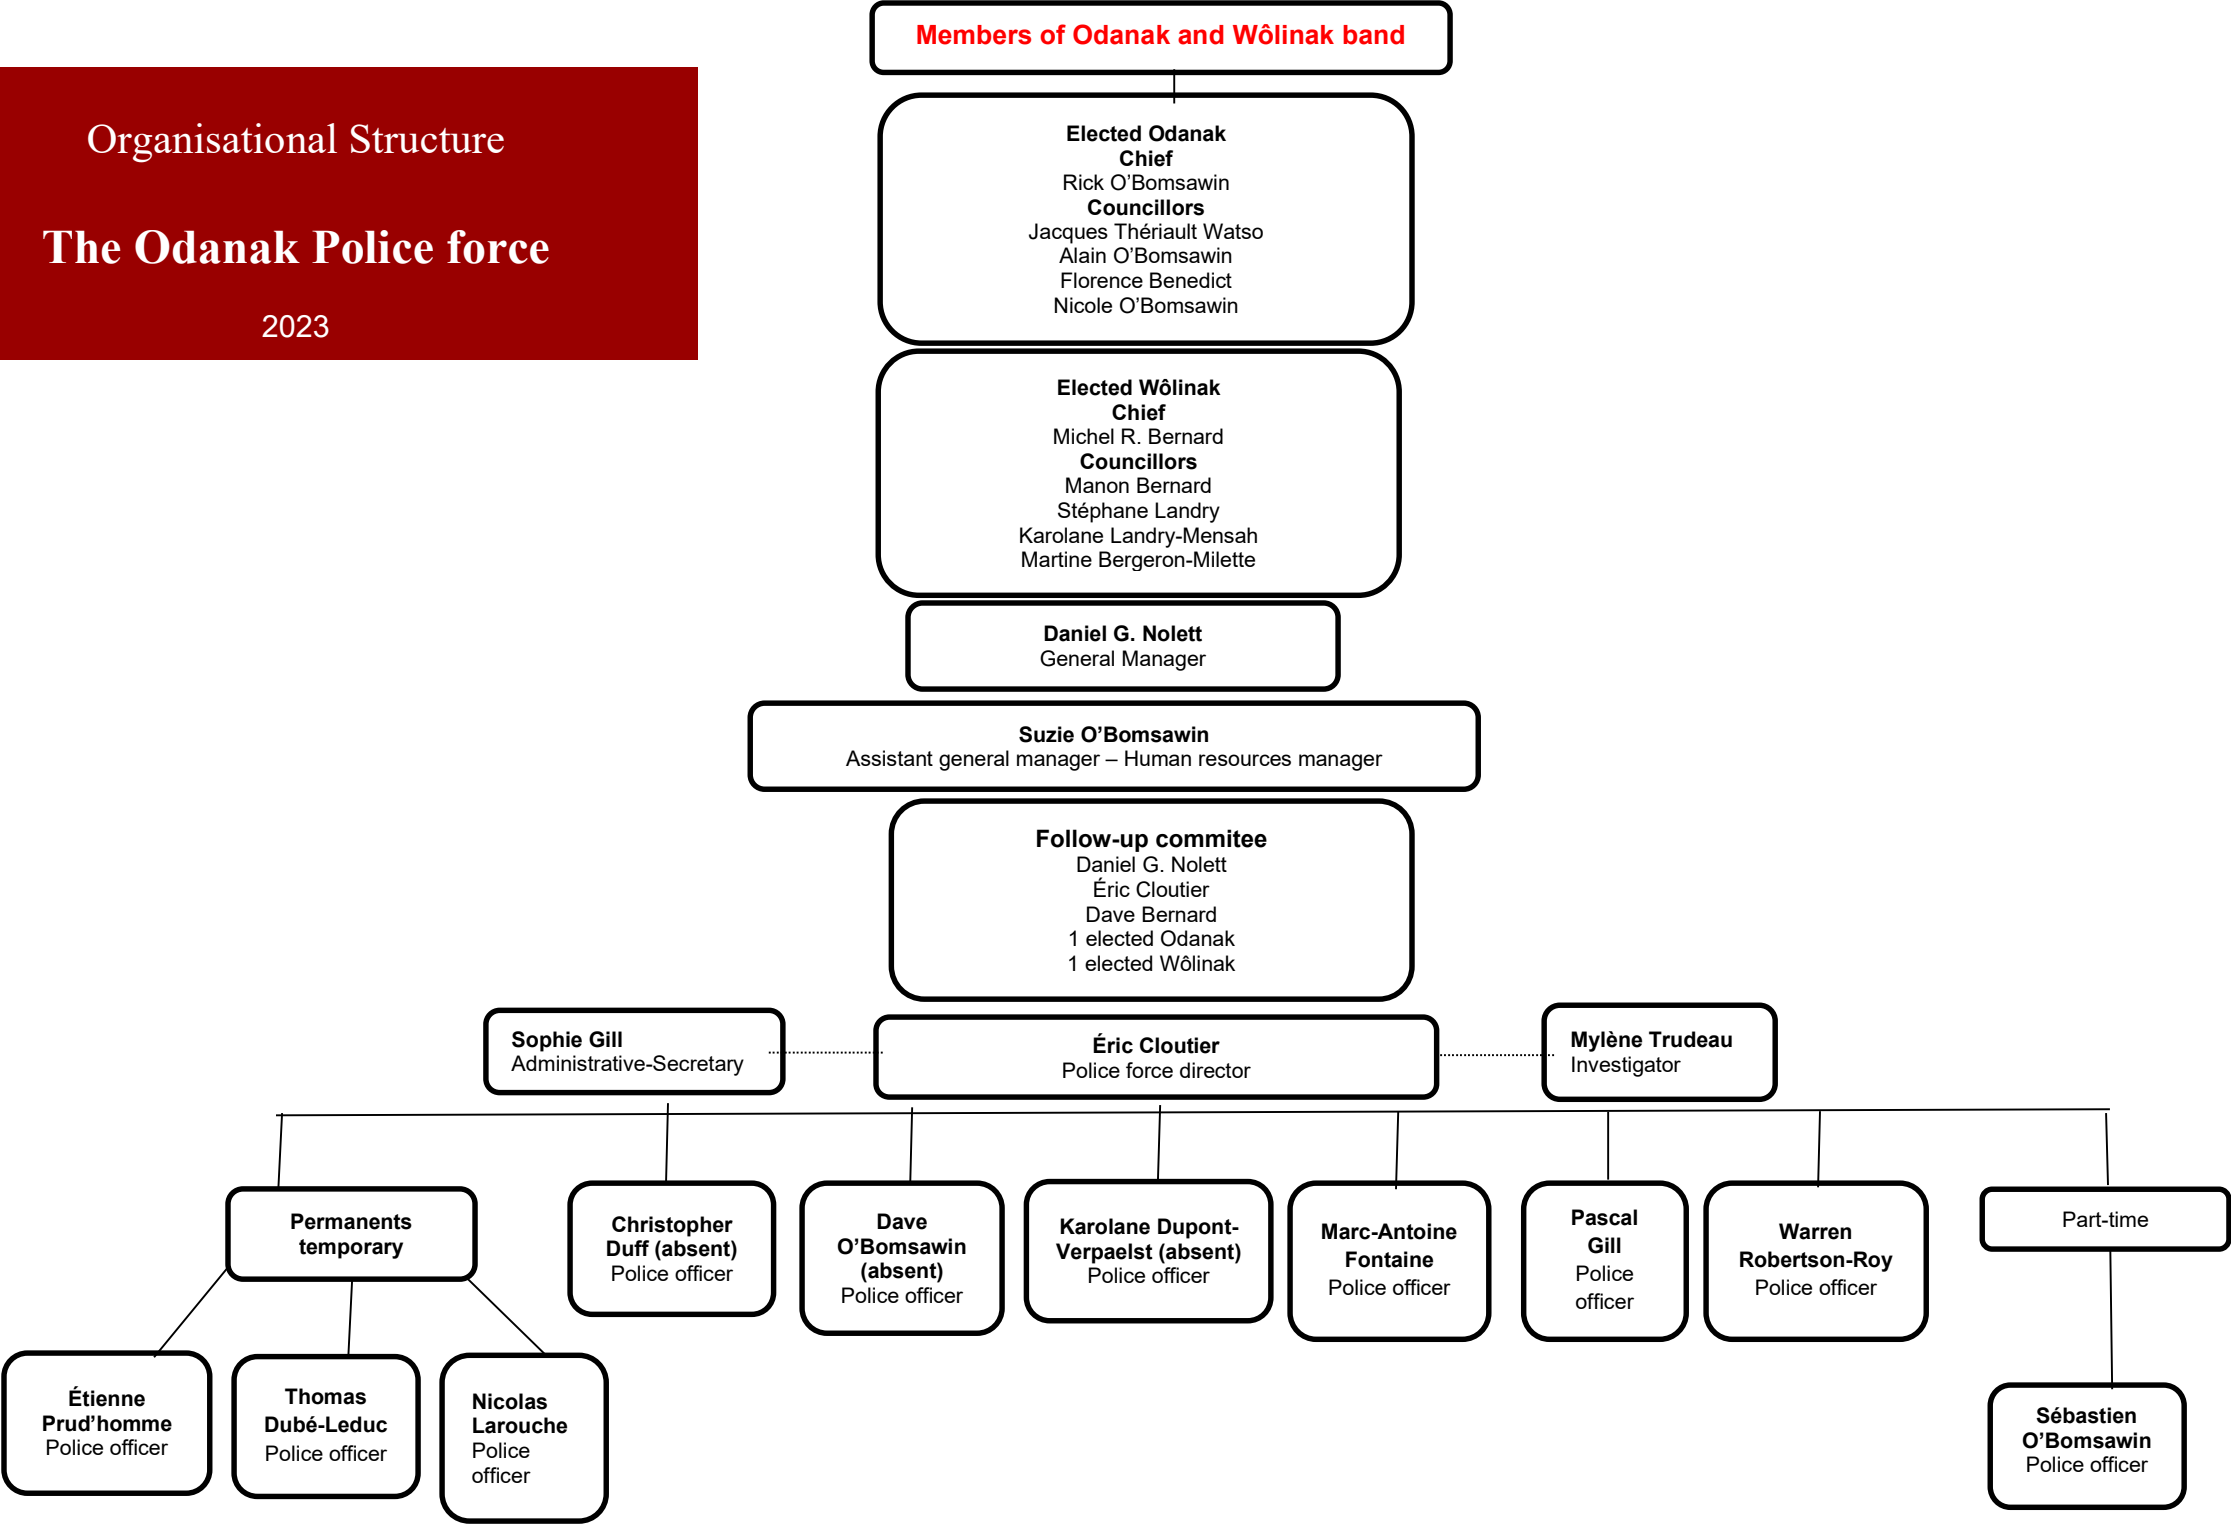 Members of Odanak and Wôlinak band
Organisational Structure
The Odanak Police force
2023
Elected Odanak
Chief
Rick O’Bomsawin
Councillors
Jacques Thériault Watso
Alain O’Bomsawin
Florence Benedict
Nicole O’Bomsawin
Elected Wôlinak
Chief
Michel R. Bernard
Councillors
Manon Bernard
Stéphane Landry
Karolane Landry-Mensah
Martine Bergeron-Milette
Daniel G. Nolett
General Manager
Suzie O’Bomsawin
Assistant general manager – Human resources manager
Follow-up commitee
Daniel G. Nolett
Éric Cloutier
Dave Bernard
1 elected Odanak
1 elected Wôlinak
Sophie Gill
Administrative-Secretary
Éric Cloutier
Police force director
Mylène Trudeau
Investigator
Permanents
temporary
Christopher
Duff (absent)
Police officer
Dave
O’Bomsawin
(absent)
Police officer
Karolane Dupont-
Verpaelst (absent)
Police officer
Marc-Antoine
Fontaine
Police officer
Pascal
Gill
Police
officer
Warren
Robertson-Roy
Police officer
Part-time
Étienne
Prud’homme
Police officer
Thomas
Dubé-Leduc
Police officer
Nicolas
Larouche
Police
officer
Sébastien
O’Bomsawin
Police officer